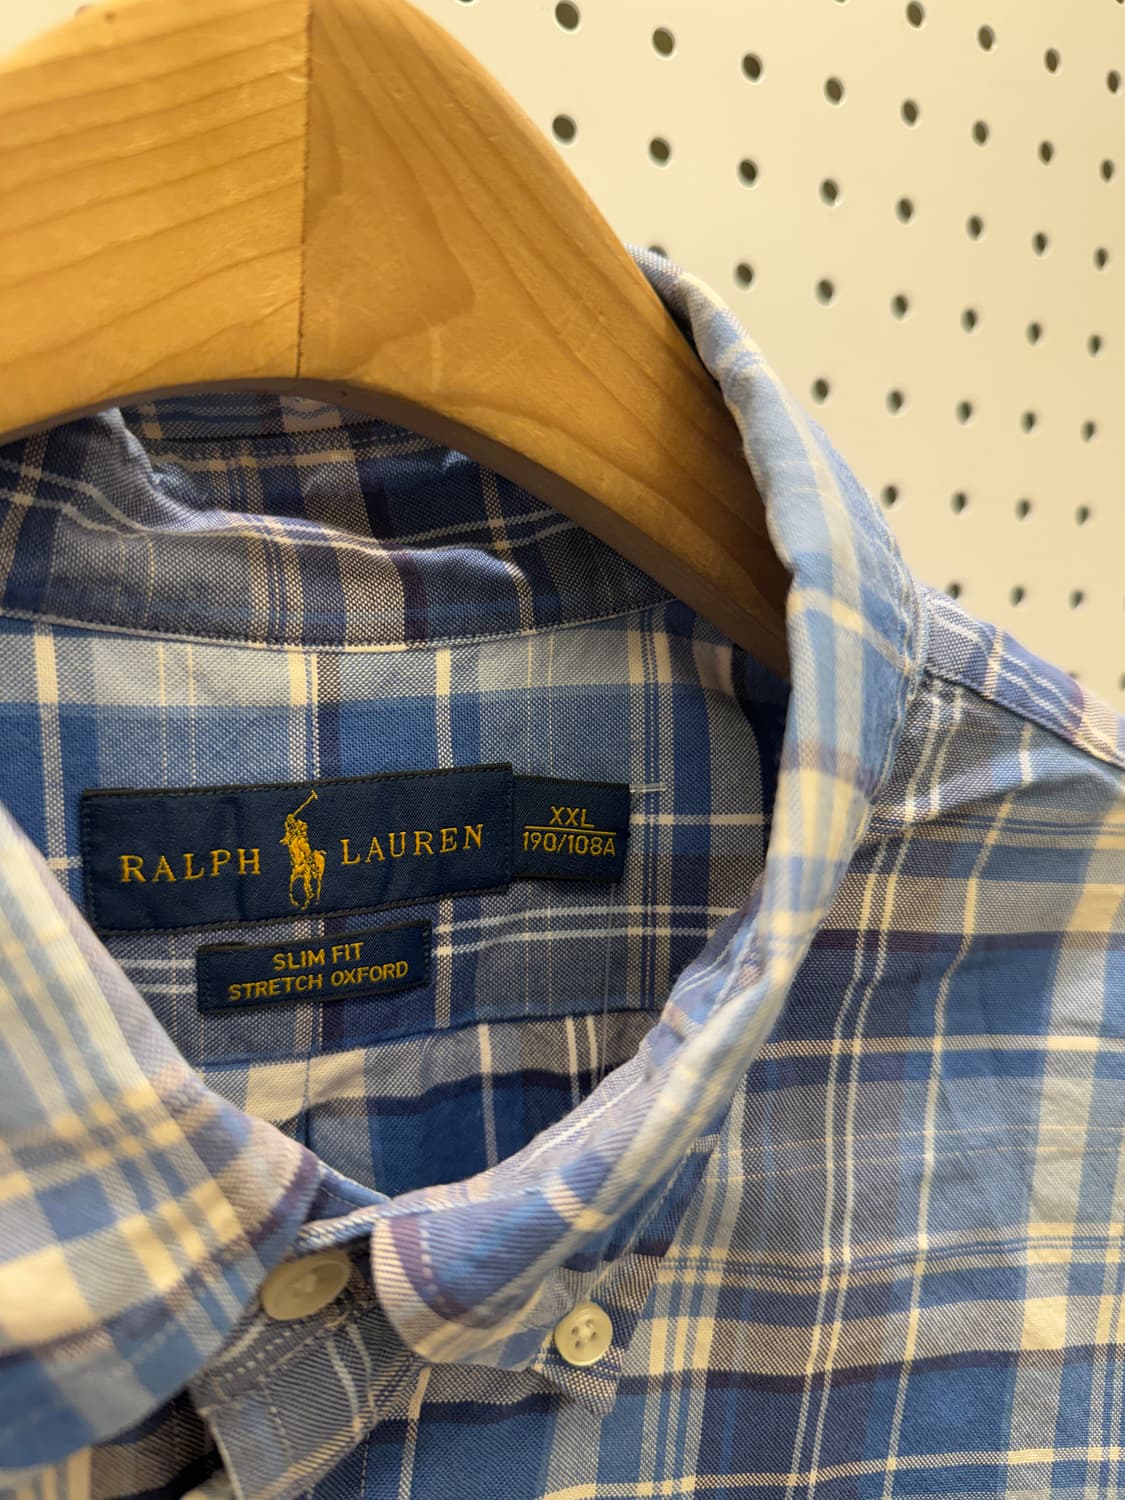 RALPH LAUREN
XXL
190/108A
SLIM FIT
STRETCH OXFORD